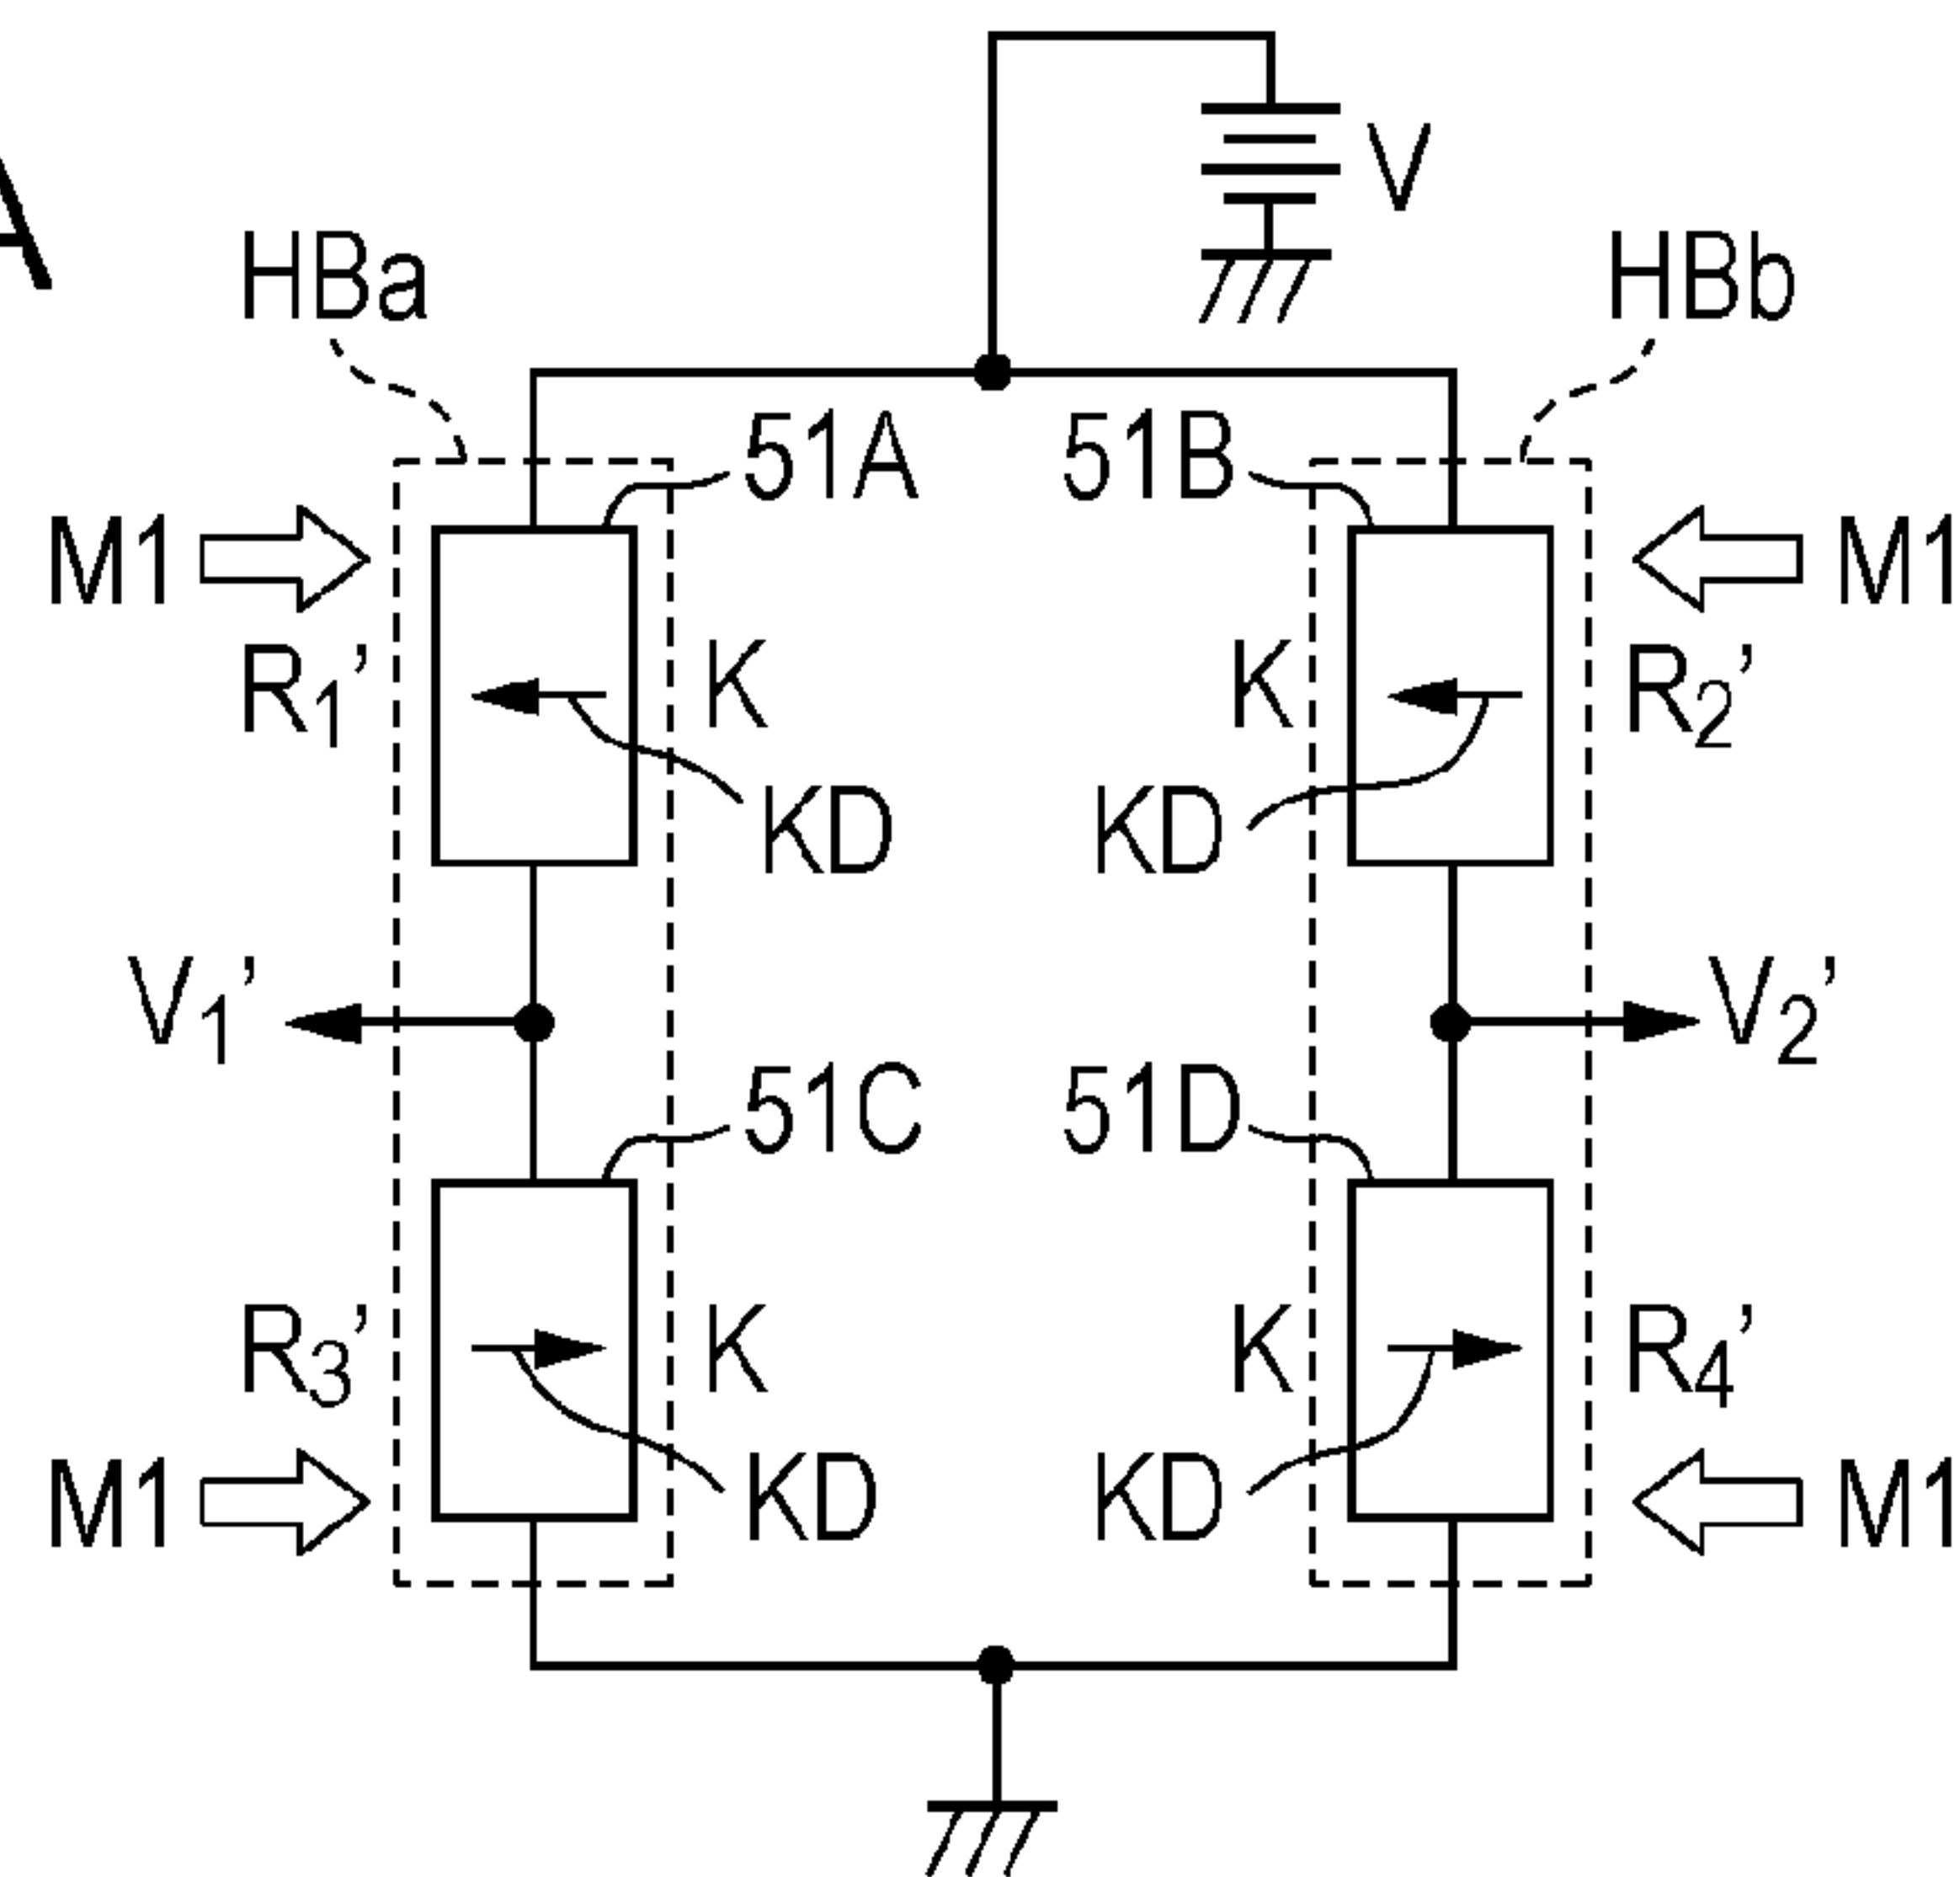 A
V
HBa HBb
51A 51B
M1 M1
R1' K K R2'
KD KD
V1' V2'
51C 51D
R3' K K R4'
M1 KD KD M1